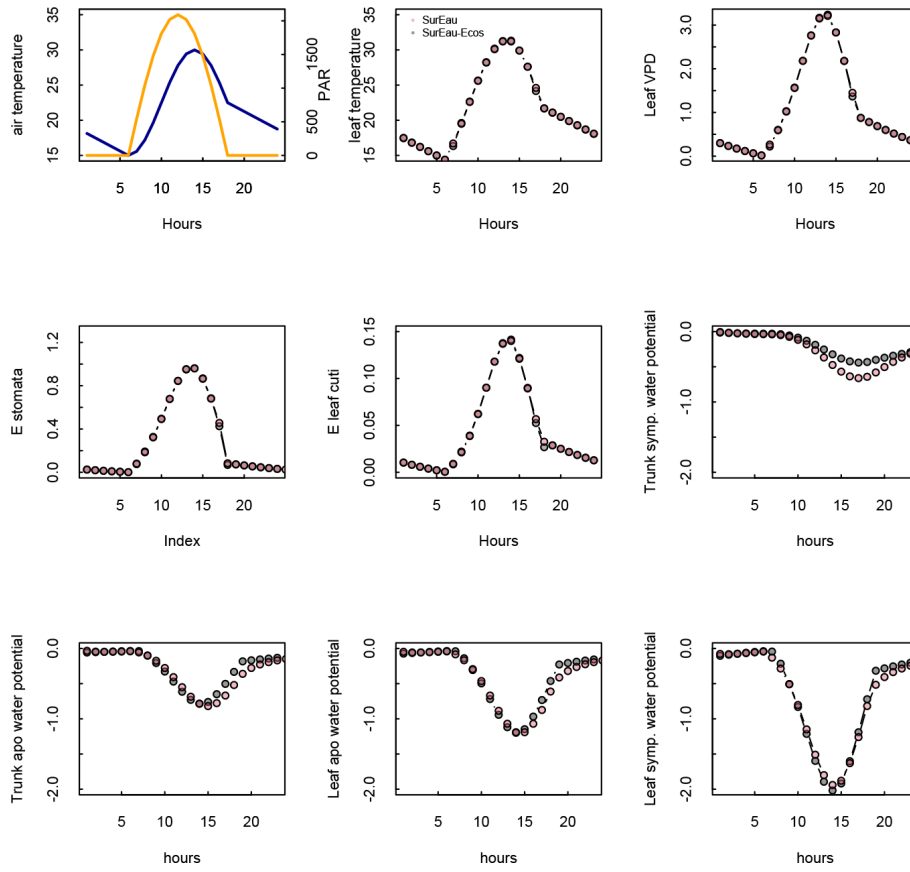 air temperature
35
30
25
20
15
1500
500
0
PAR
5 10 15 20
Hours
leaf temperature
35
30
25
20
15
SurEau
SurEau-Ecos
5 10 15 20
Hours
Leaf VPD
3.0
2.0
1.0
0.0
5 10 15 20
Hours
E stomata
1.2
0.8
0.4
0.0
5 10 15 20
Index
E leaf cuti
0.15
0.10
0.05
0.00
5 10 15 20
Hours
Trunk symp. water potential
0.0
-1.0
-2.0
5 10 15 20
hours
Trunk apo water potential
0.0
-1.0
-2.0
5 10 15 20
hours
Leaf apo water potential
0.0
-1.0
-2.0
5 10 15 20
hours
Leaf symp. water potential
0.0
-1.0
-2.0
5 10 15 20
hours